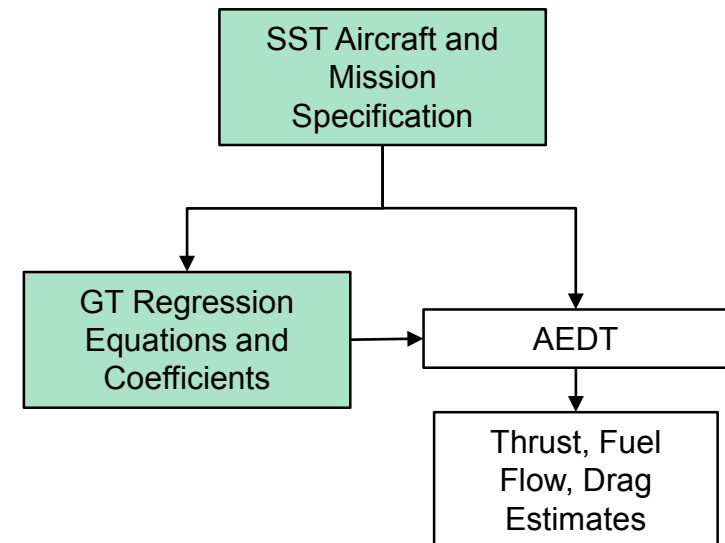 SST Aircraft and
Mission
Specification
GT Regression
Equations and
Coefficients
AEDT
Thrust, Fuel
Flow, Drag
Estimates